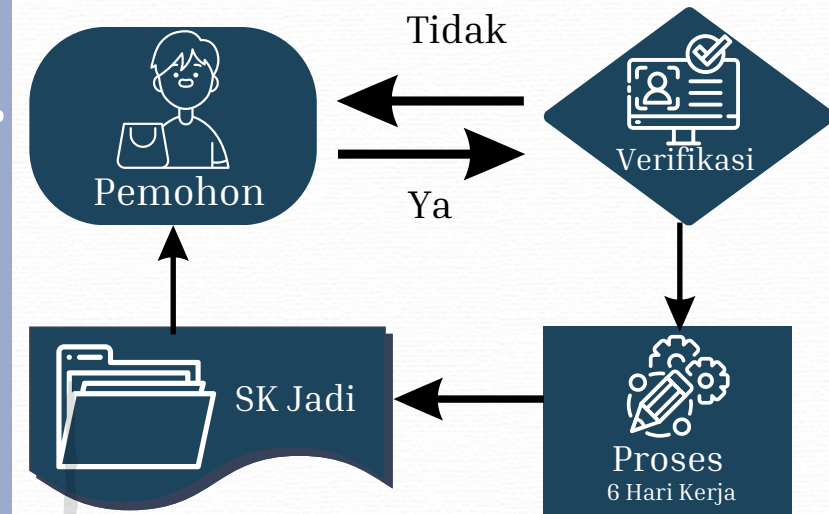 Tidak
Pemohon
Verifikasi
Ya
SK Jadi
Proses
6 Hari Kerja